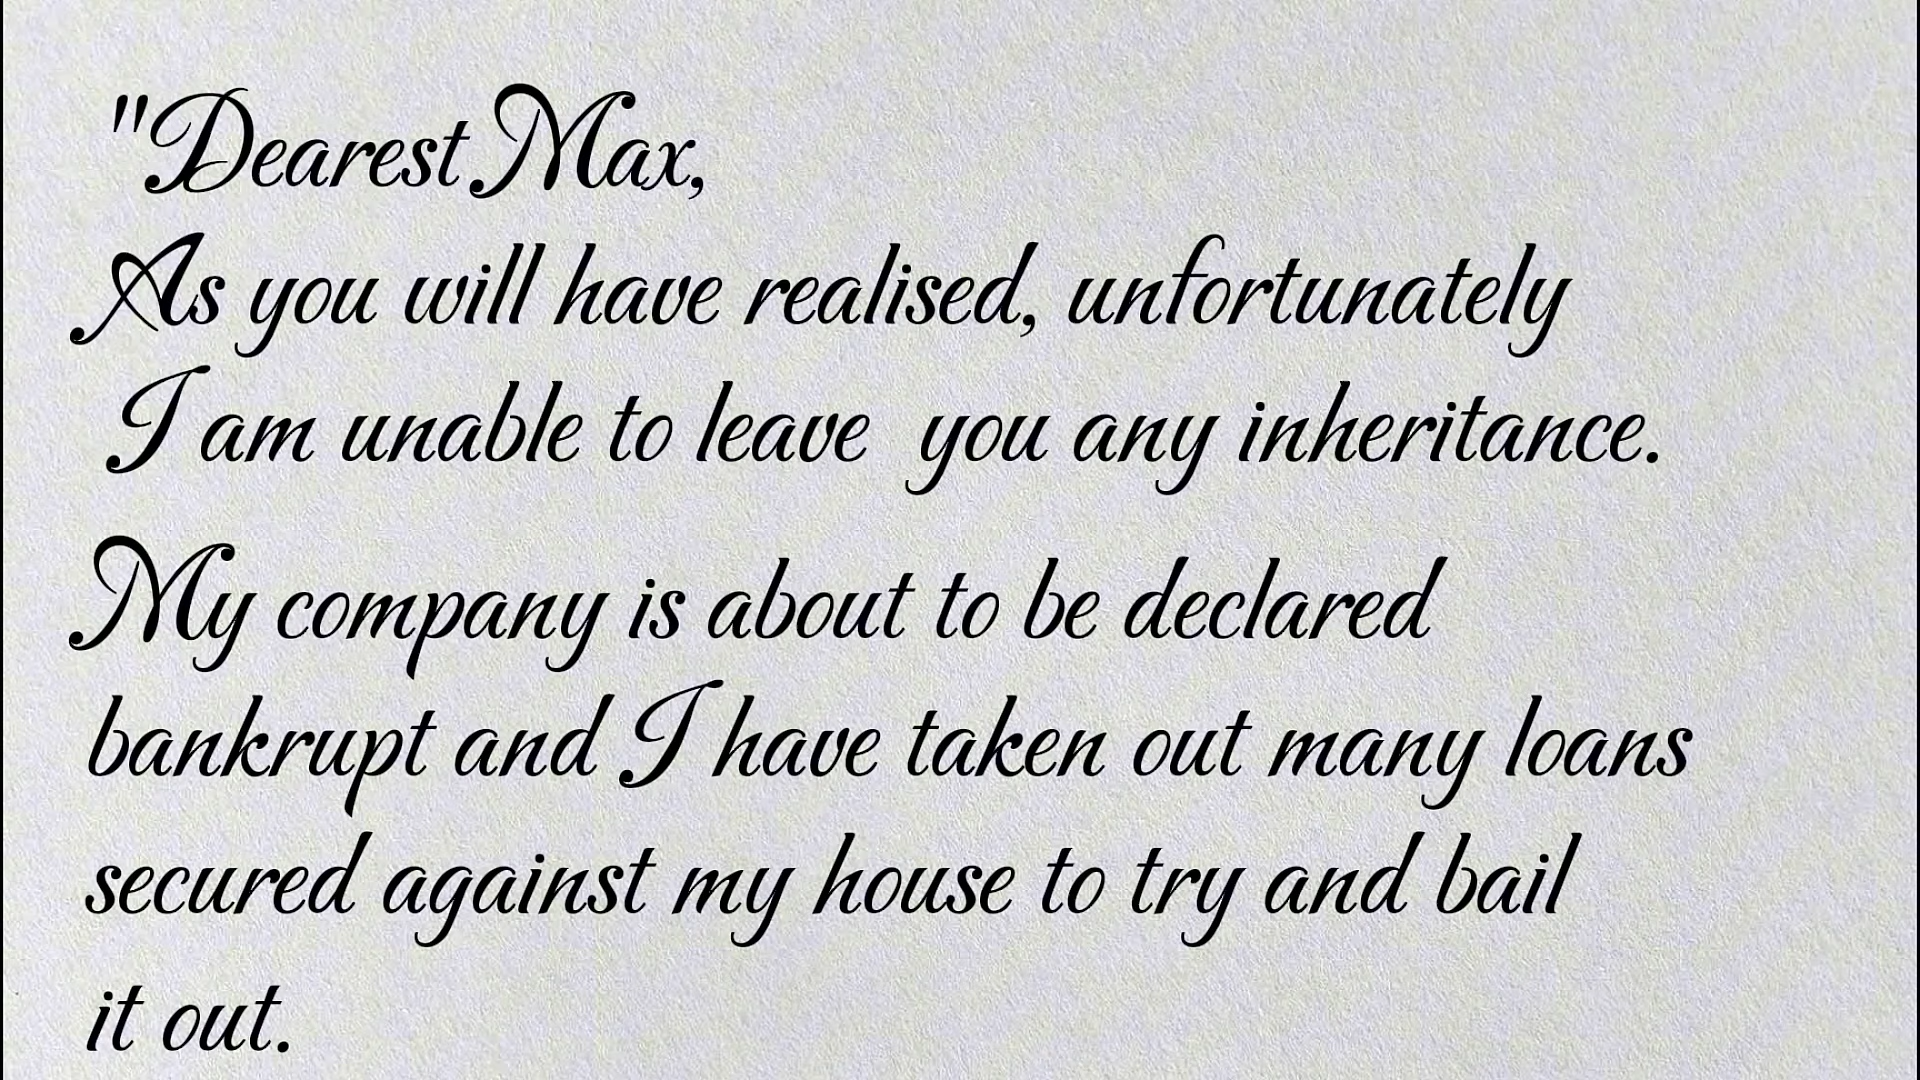 "Dearest Max,
As you will have realised, unfortunately
I am unable to leave  you any inheritance.
My company is about to be declared
bankrupt and I have taken out many loans
secured against my house to try and bail
it out.